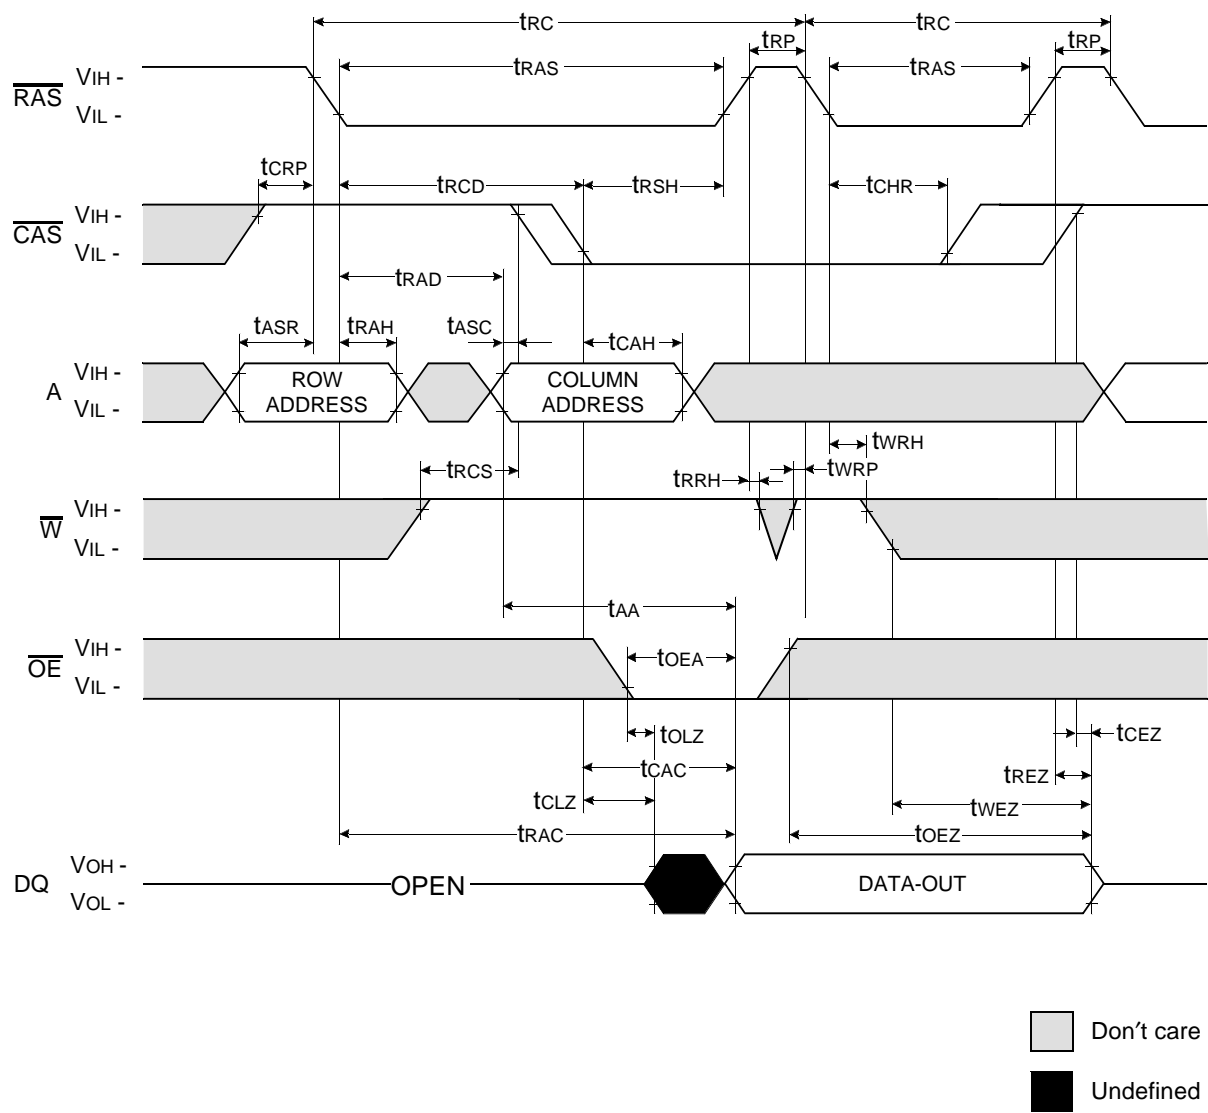 tRC tRC
tRP tRP
tRAS tRAS
RAS VIH -
VIL -
tCRP tRCD tRSH tCHR
CAS VIH -
VIL -
tRAD
tASR tRAH tASC tCAH
A VIH -
VIL -
ROW
ADDRESS
COLUMN
ADDRESS
tWRH
tRCS tRRH tWRP
W VIH -
VIL -
tAA
OE VIH -
VIL -
tOEA
tOLZ tCEZ
tCAC tREZ
tCLZ tWEZ
tRAC tOEZ
DQ VOH -
VOL -
OPEN DATA-OUT
Don′t care
Undefined